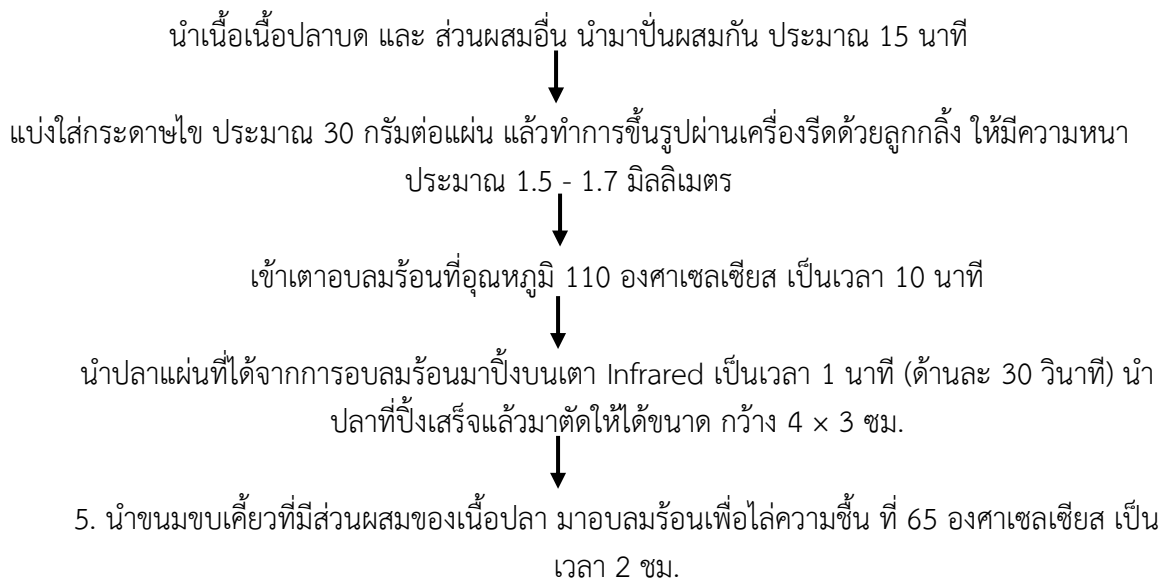 นำเนื้อเนื้อปลาบด และ ส่วนผสมอื่น นำมาปั่นผสมกัน ประมาณ 15 นาที
แบ่งใส่กระดาษไข ประมาณ 30 กรัมต่อแผ่น แล้วทำการขึ้นรูปผ่านเครื่องรีดด้วยลูกกลิ้ง ให้มีความหนา
ประมาณ 1.5 - 1.7 มิลลิเมตร
เข้าเตาอบลมร้อนที่อุณหภูมิ 110 องศาเซลเซียส เป็นเวลา 10 นาที
นำปลาแผ่นที่ได้จากการอบลมร้อนมาปิ้งบนเตา Infrared เป็นเวลา 1 นาที (ด้านละ 30 วินาที) นำ
ปลาที่ปิ้งเสร็จแล้วมาตัดให้ได้ขนาด กว้าง 4 × 3 ซม.
5. นำขนมขบเคี้ยวที่มีส่วนผสมของเนื้อปลา มาอบลมร้อนเพื่อไล่ความชื้น ที่ 65 องศาเซลเซียส เป็น
เวลา 2 ชม.